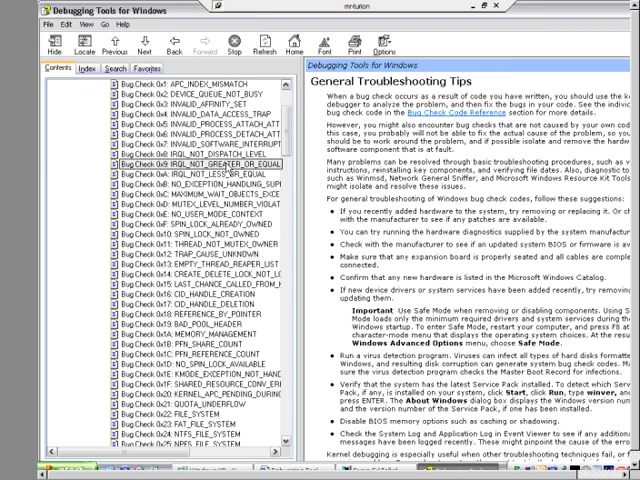 mr-turion
Debugging Tools for Windows
File Edit View Go Help
Hide Locate Previous Next Back Forward Stop Refresh Home Font Print Options
Contents Index Search Favorites
Bug Check 0x1: APC_INDEX_MISMATCH
Bug Check 0x2: DEVICE_QUEUE_NOT_BUSY
Bug Check 0x3: INVALID_AFFINITY_SET
Bug Check 0x4: INVALID_DATA_ACCESS_TRAP
Bug Check 0x5: INVALID_PROCESS_ATTACH_ATT
Bug Check 0x6: INVALID_PROCESS_DETACH_ATT
Bug Check 0x7: INVALID_SOFTWARE_INTERRUPT
Bug Check 0x8: IRQL_NOT_DISPATCH_LEVEL
Bug Check 0x9: IRQL_NOT_GREATER_OR_EQUAL
Bug Check 0xA: IRQL_NOT_LESS_OR_EQUAL
Bug Check 0xB: NO_EXCEPTION_HANDLING_SUPP
Bug Check 0xC: MAXIMUM_WAIT_OBJECTS_EXCE
Bug Check 0xD: MUTEX_LEVEL_NUMBER_VIOLAT
Bug Check 0xE: NO_USER_MODE_CONTEXT
Bug Check 0xF: SPIN_LOCK_ALREADY_OWNED
Bug Check 0x10: SPIN_LOCK_NOT_OWNED
Bug Check 0x11: THREAD_NOT_MUTEX_OWNER
Bug Check 0x12: TRAP_CAUSE_UNKNOWN
Bug Check 0x13: EMPTY_THREAD_REAPER_LIST
Bug Check 0x14: CREATE_DELETE_LOCK_NOT_L
Bug Check 0x15: LAST_CHANCE_CALLED_FROM_K
Bug Check 0x16: CID_HANDLE_CREATION
Bug Check 0x17: CID_HANDLE_DELETION
Bug Check 0x18: REFERENCE_BY_POINTER
Bug Check 0x19: BAD_POOL_HEADER
Bug Check 0x1A: MEMORY_MANAGEMENT
Bug Check 0x1B: PFN_SHARE_COUNT
Bug Check 0x1C: PFN_REFERENCE_COUNT
Bug Check 0x1D: NO_SPIN_LOCK_AVAILABLE
Bug Check 0x1E: KMODE_EXCEPTION_NOT_HAND
Bug Check 0x1F: SHARED_RESOURCE_CONV_ERR
Bug Check 0x20: KERNEL_APC_PENDING_DURING
Bug Check 0x21: QUOTA_UNDERFLOW
Bug Check 0x22: FILE_SYSTEM
Bug Check 0x23: FAT_FILE_SYSTEM
Bug Check 0x24: NTFS_FILE_SYSTEM
Bug Check 0x25: NPFS_FILE_SYSTEM
Debugging Tools for Windows
General Troubleshooting Tips
When a bug check occurs as a result of code you have written, you should use the k
debugger to analyze the problem, and then fix the bugs in your code. See the individ
bug check code in the Bug Check Code Reference section for more details.
However, you might also encounter bug checks that are not caused by your own cod
this case, you probably will not be able to fix the actual cause of the problem, so yo
should be to work around the problem, and if possible isolate and remove the hardw
software component that is at fault.
Many problems can be resolved through basic troubleshooting procedures, such as v
instructions, reinstalling key components, and verifying file dates. Also, diagnostic to
such as Winmsd, Network General Sniffer, and Microsoft Windows Resource Kit Tools
might isolate and resolve these issues.
For general troubleshooting of Windows bug check codes, follow these suggestions:
• If you recently added hardware to the system, try removing or replacing it. Or ch
with the manufacturer to see if any patches are available.
• You can try running the hardware diagnostics supplied by the system manufactur
• Check with the manufacturer to see if an updated system BIOS or firmware is av
• Make sure that any expansion board is properly seated and all cables are comple
connected.
• Confirm that any new hardware is listed in the Microsoft Windows Catalog.
• If new device drivers or system services have been added recently, try removing
updating them.
Important Use Safe Mode when removing or disabling components. Using S
Mode loads only the minimum required drivers and system services during the
Windows startup. To enter Safe Mode, restart your computer, and press F8 at
character-mode menu that displays the operating system choices. At the resu
Windows Advanced Options menu, choose Safe Mode.
• Run a virus detection program. Viruses can infect all types of hard disks formatte
Windows, and resulting disk corruption can generate system bug check codes. M
sure the virus detection program checks the Master Boot Record for infections.
• Verify that the system has the latest Service Pack installed. To detect which Ser
Pack, if any, is installed on your system, click Start, click Run, type winver, an
press ENTER. The About Windows dialog box displays the Windows version num
and the version number of the Service Pack, if one has been installed.
• Disable BIOS memory options such as caching or shadowing.
• Check the System Log and Application Log in Event Viewer to see if any additiona
messages have been logged recently. These might pinpoint the cause of the erro
Kernel debugging is especially useful when other troubleshooting techniques fail, or f